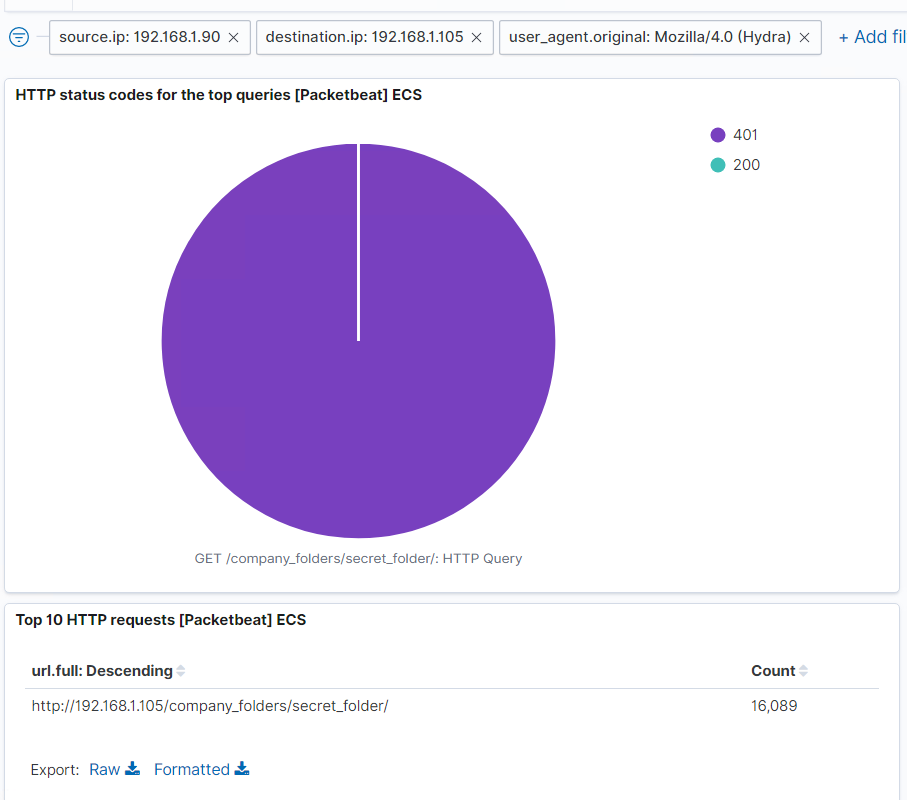 source.ip: 192.168.1.90 × destination.ip: 192.168.1.105 × user_agent.original: Mozilla/4.0 (Hydra) × + Add fil
HTTP status codes for the top queries [Packetbeat] ECS
401
200
GET /company_folders/secret_folder/: HTTP Query
Top 10 HTTP requests [Packetbeat] ECS
url.full: Descending Count
http://192.168.1.105/company_folders/secret_folder/ 16,089
Export: Raw Formatted